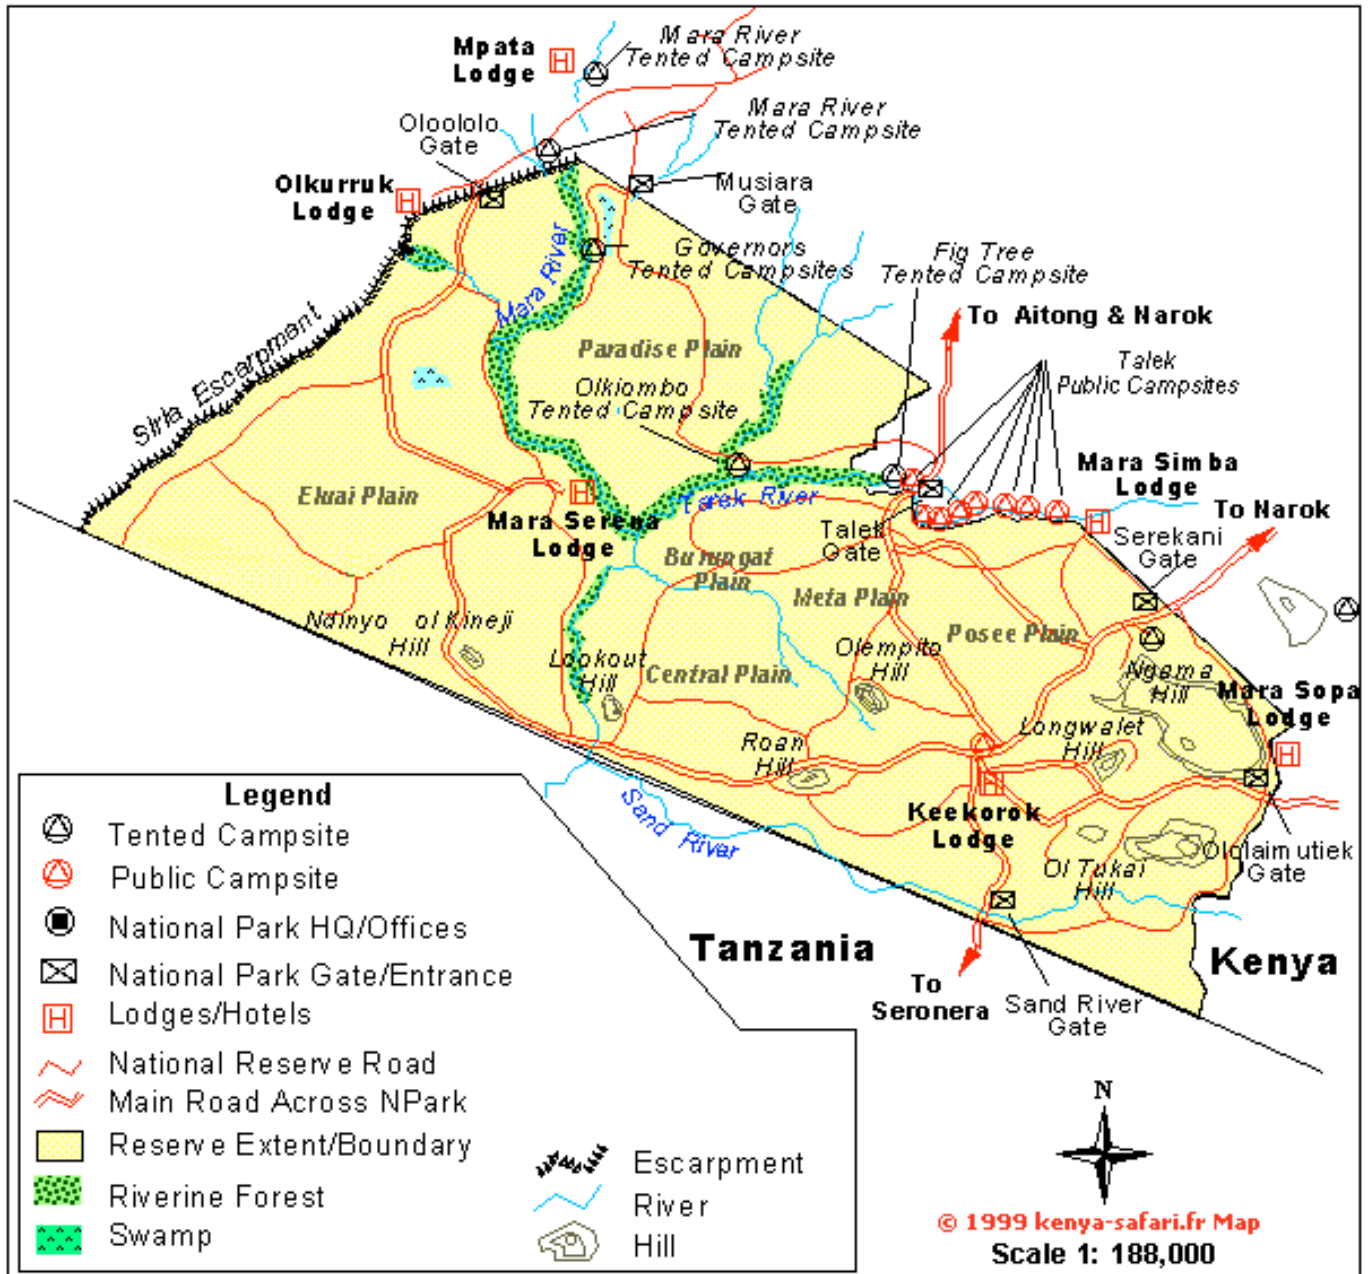 Mara River
Tented Campsite
Mpata
Lodge
Mara River
Tented Campsite
Oloololo
Gate
Olkurruk
Lodge
Musiara
Gate
Governors
Tented Campsites
Fig Tree
Tented Campsite
Mara River
To Aitong & Narok
Siria Escarpment
Paradise Plain
Talek
Public Campsites
Olkiombo
Tented Campsite
Mara Simba
Lodge
Eluai Plain
Tarek River
To Narok
Mara Serena
Lodge
Talek
Gate
Serekani
Gate
Burungat
Plain
Meta Plain
Posee Plain
Ndinyo ol Kineji
Hill
Lookout
Hill
Central Plain
Olempito
Hill
Ngama
Hill
Mara Sopa
Lodge
Roan
Hill
Longwalet
Hill
Sand River
Keekorok
Lodge
Ol Tukai
Hill
Ololaimutiek
Gate
Tanzania
Kenya
To
Seronera
Sand River
Gate
Legend
Tented Campsite
Public Campsite
National Park HQ/Offices
National Park Gate/Entrance
H Lodges/Hotels
National Reserve Road
Main Road Across NPark
Reserve Extent/Boundary
Riverine Forest
Swamp
Escarpment
River
Hill
N
© 1999 kenya-safari.fr Map
Scale 1: 188,000